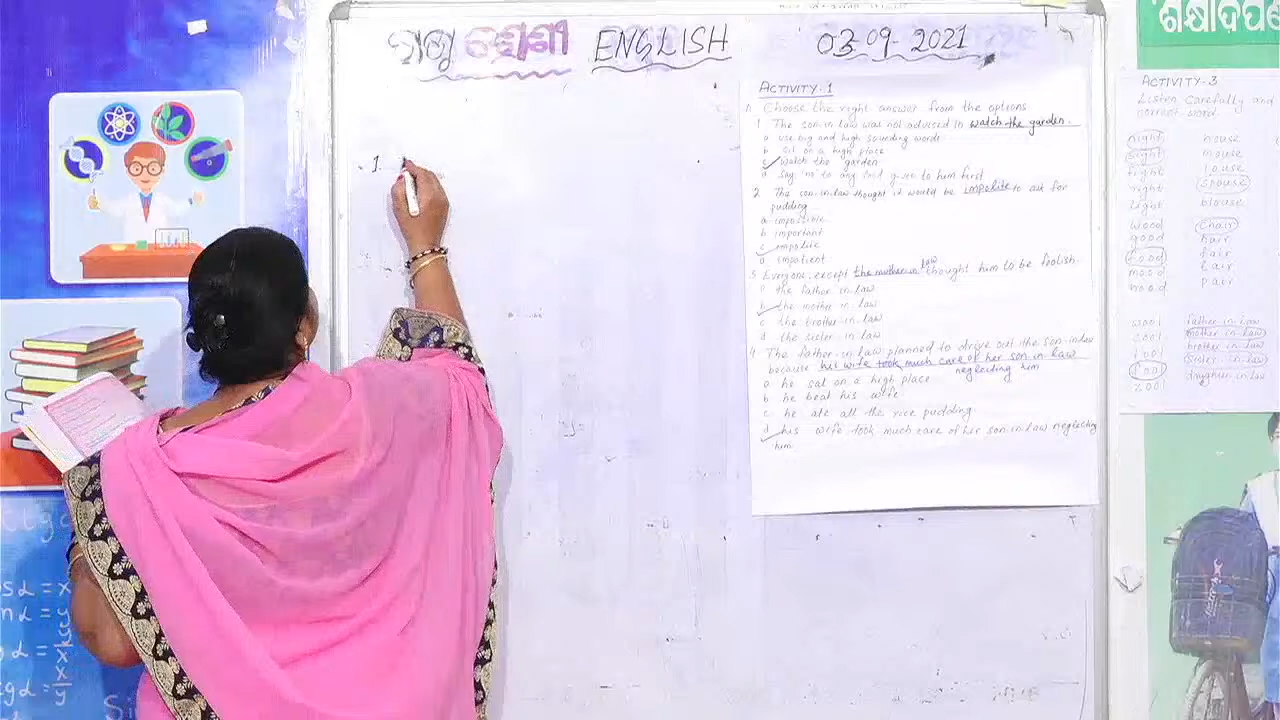 ଷଷ୍ଠ ଶ୍ରେଣୀ ENGLISH 03-09-2021
1.
ACTIVITY-1
Choose the right answer from the options
1 The son-in-law was not advised to watch the garden.
a use big and high sounding words
b sit on a high place
c watch the garden
d say no to any food given to him first
2 The son-in-law thought it would be impolite to ask for
pudding
a impossible
b important
c impolite
d impatient
3 Everyone except the mother in law thought him to be foolish.
a the father in law
b the mother in law
c the brother in law
d the sister in law
The father in law planned to drive out the son-in-law
because his wife took much care of her son in law
neglecting him
a he sat on a high place
b he beat his wife
c he ate all the rice pudding
d his wife took much care of her son in law neglecting
him
ACTIVITY-3
Listen carefully and
correct word.
right house
sight mouse
fight louse
night spouse
light blouse
wood chair
hair
food fair
mood pair
father-in-law
mother-in-law
brother-in-law
sister-in-law
daughter-in-law
zoo